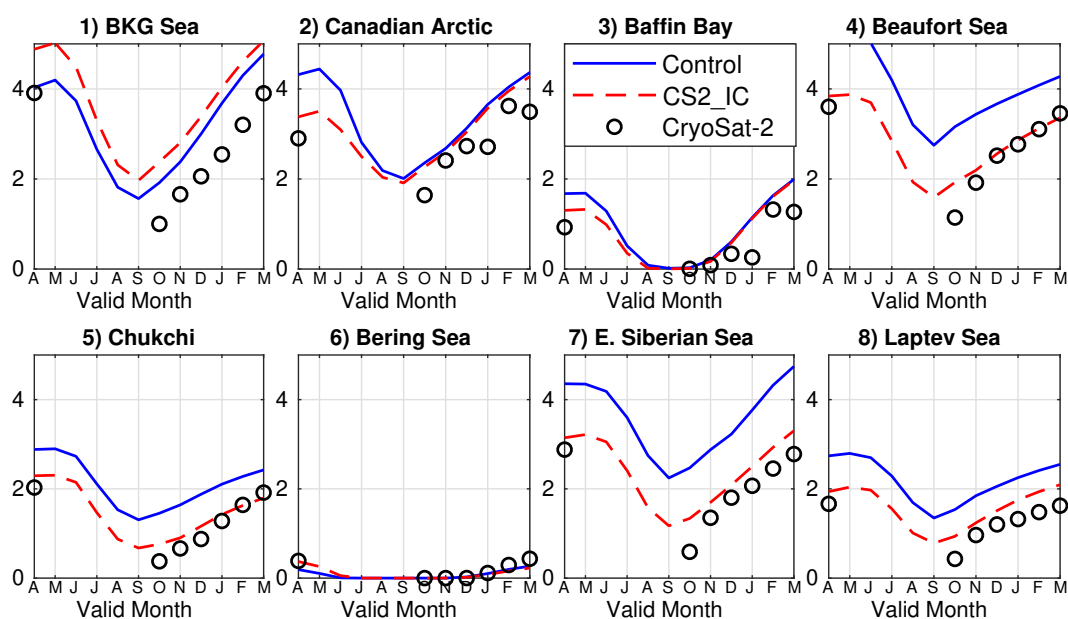 1) BKG Sea
4
2
0
A M J J A S O N D J F M
Valid Month
2) Canadian Arctic
4
2
0
A M J J A S O N D J F M
Valid Month
3) Baffin Bay
Control
CS2_IC
CryoSat-2
4
2
0
A M J J A S O N D J F M
Valid Month
4) Beaufort Sea
4
2
0
A M J J A S O N D J F M
Valid Month
5) Chukchi
4
2
0
A M J J A S O N D J F M
Valid Month
6) Bering Sea
4
2
0
A M J J A S O N D J F M
Valid Month
7) E. Siberian Sea
4
2
0
A M J J A S O N D J F M
Valid Month
8) Laptev Sea
4
2
0
A M J J A S O N D J F M
Valid Month